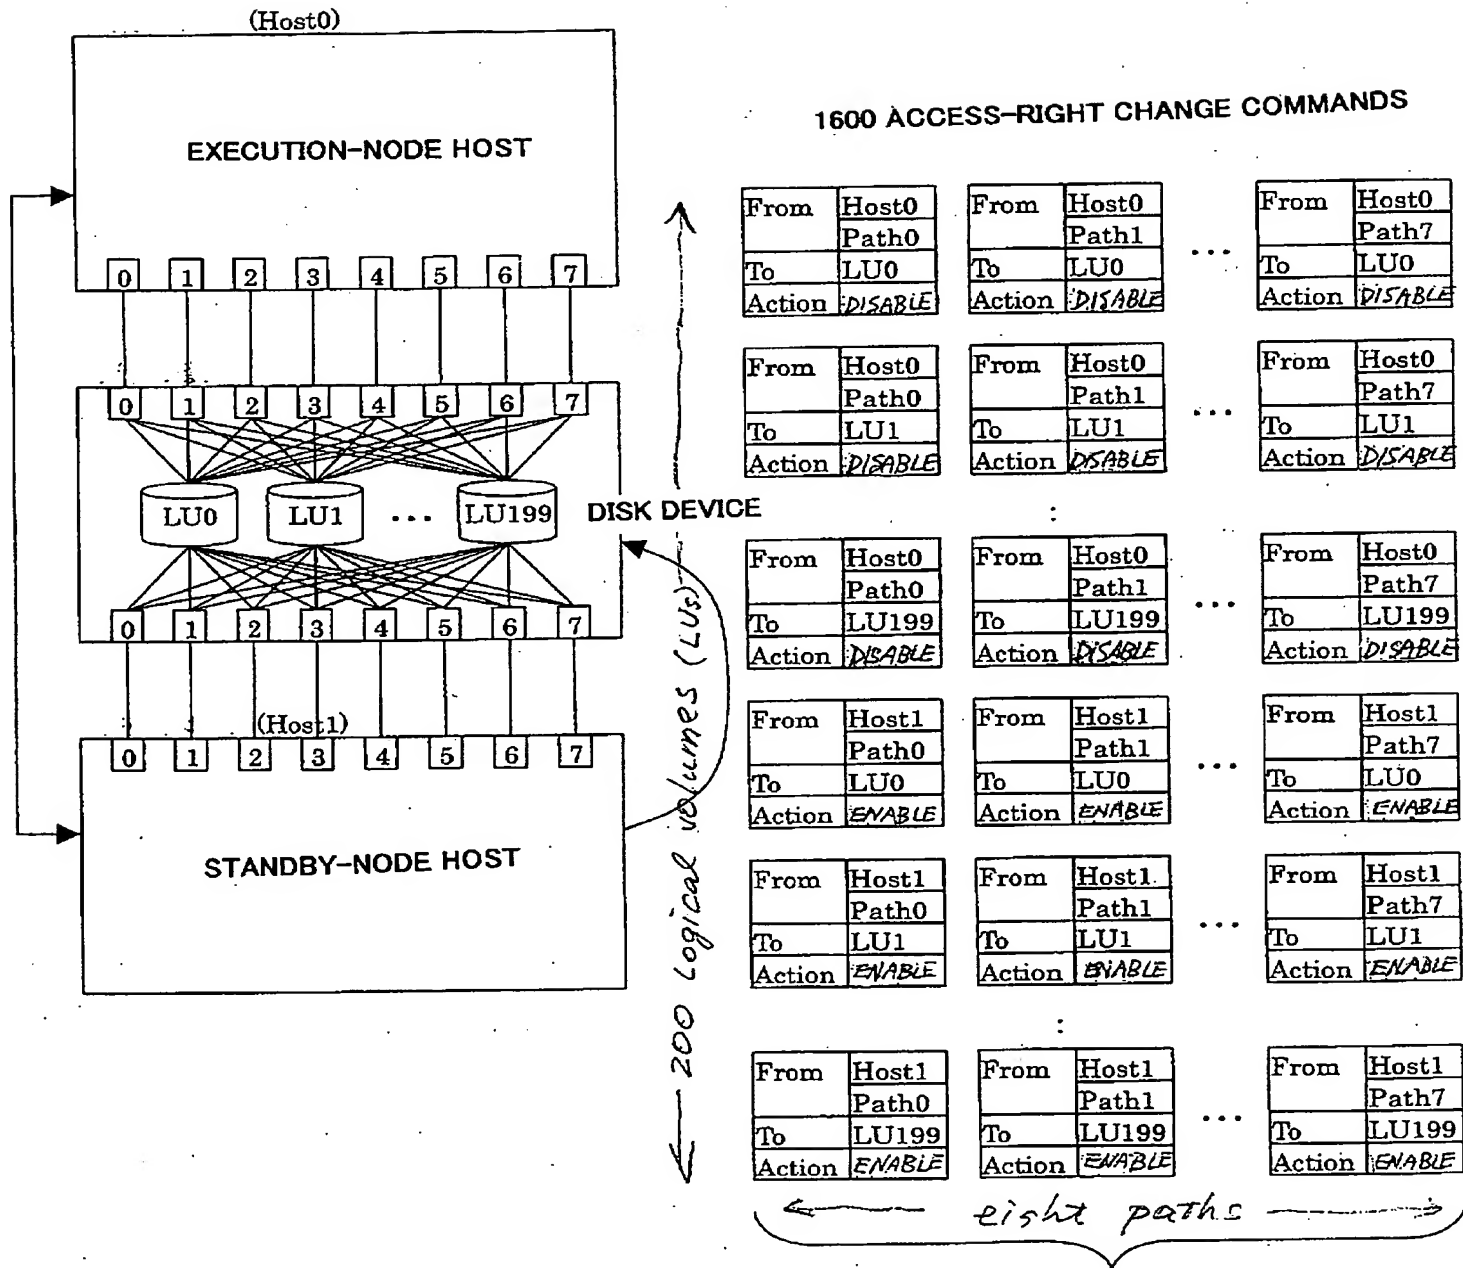 (Host0)
EXECUTION-NODE HOST
0 1 2 3 4 5 6 7
0 1 2 3 4 5 6 7
LU0 LU1 ... LU199
DISK DEVICE
0 1 2 3 4 5 6 7
(Host1)
0 1 2 3 4 5 6 7
STANDBY-NODE HOST
200 Logical volumes (LUs)
1600 ACCESS-RIGHT CHANGE COMMANDS
From Host0 From Host0 From Host0
Path0 Path1 ... Path7
To LU0 To LU0 To LU0
Action DISABLE Action DISABLE Action DISABLE
From Host0 From Host0 From Host0
Path0 Path1 ... Path7
To LU1 To LU1 To LU1
Action DISABLE Action DISABLE Action DISABLE
:
From Host0 From Host0 From Host0
Path0 Path1 ... Path7
To LU199 To LU199 To LU199
Action DISABLE Action DISABLE Action DISABLE
From Host1 From Host1 From Host1
Path0 Path1 ... Path7
To LU0 To LU0 To LU0
Action ENABLE Action ENABLE Action ENABLE
From Host1 From Host1 From Host1
Path0 Path1 ... Path7
To LU1 To LU1 To LU1
Action ENABLE Action ENABLE Action ENABLE
:
From Host1 From Host1 From Host1
Path0 Path1 ... Path7
To LU199 To LU199 To LU199
Action ENABLE Action ENABLE Action ENABLE
eight paths